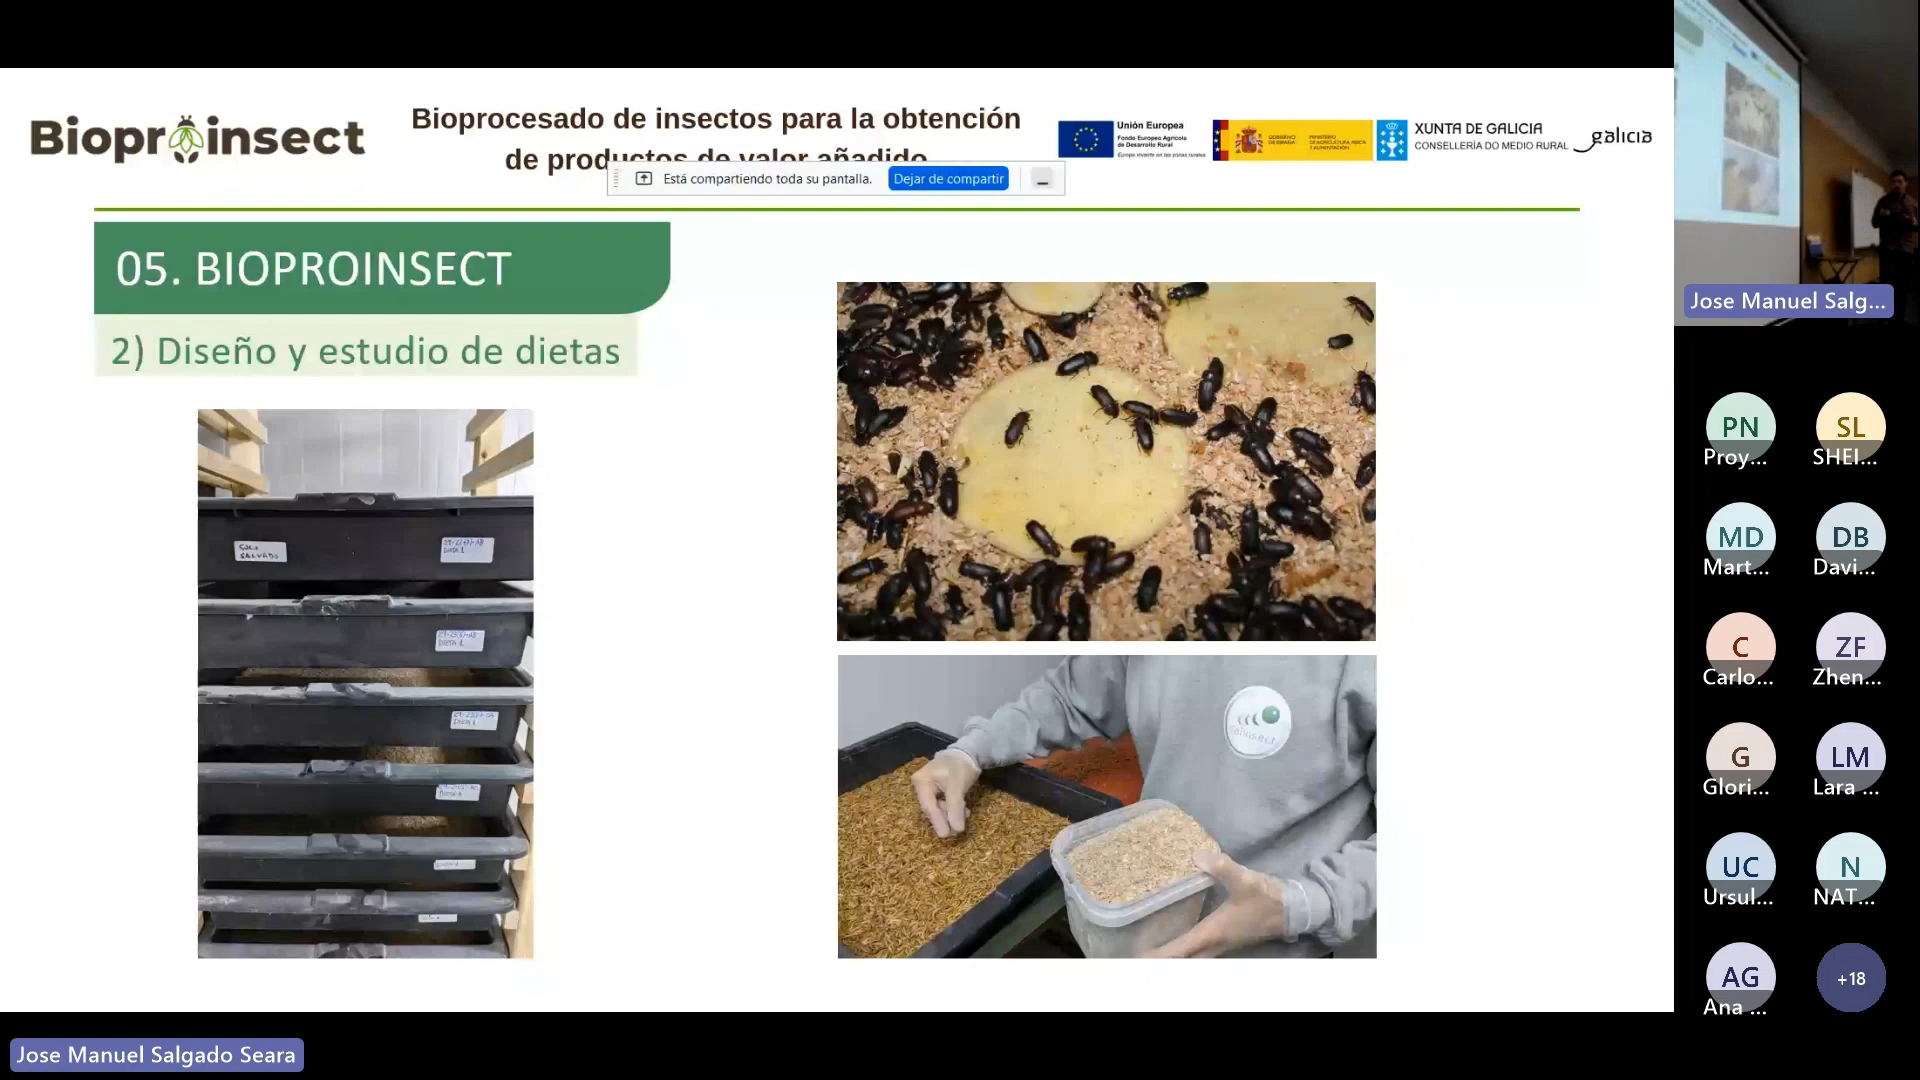 Bioproinsect
Bioprocesado de insectos para la obtención
de productos de valor añadido
Unión Europea
Fondo Europeo Agrícola
de Desarrollo Rural
Europa invierte en las zonas rurales
GOBIERNO
DE ESPAÑA
MINISTERIO
DE AGRICULTURA, PESCA
Y ALIMENTACIÓN
XUNTA DE GALICIA
CONSELLERÍA DO MEDIO RURAL
galicia
Está compartiendo toda su pantalla.
Dejar de compartir
05. BIOPROINSECT
2) Diseño y estudio de dietas
SOLO
SALVADO
DIETA 1
Jose Manuel Salg...
PN
Proy...
SL
SHEI...
MD
Mart...
DB
Davi...
C
Carlo...
ZF
Zhen...
G
Glori...
LM
Lara ...
UC
Ursul...
N
NAT...
AG
Ana ...
+18
Jose Manuel Salgado Seara